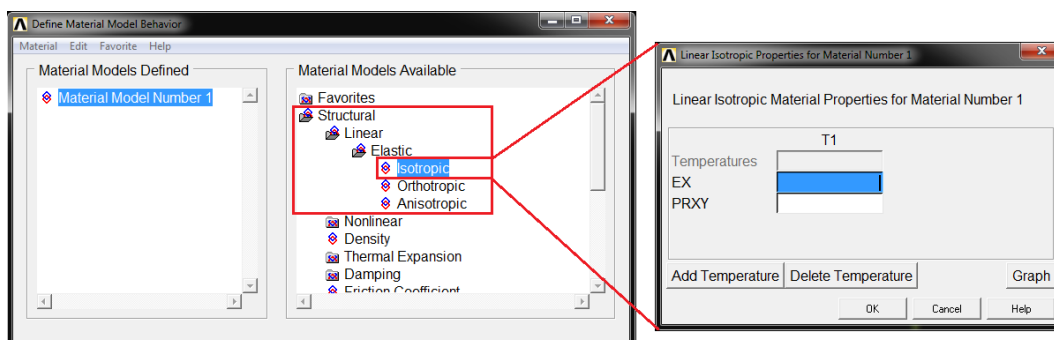 Define Material Model Behavior
Material Edit Favorite Help
Material Models Defined
Material Model Number 1
Material Models Available
Favorites
Structural
Linear
Elastic
Isotropic
Orthotropic
Anisotropic
Nonlinear
Density
Thermal Expansion
Damping
Friction Coefficient
Linear Isotropic Properties for Material Number 1
Linear Isotropic Material Properties for Material Number 1
T1
Temperatures
EX
PRXY
Add Temperature Delete Temperature Graph
OK Cancel Help